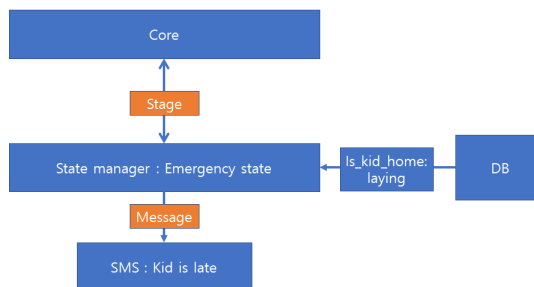 Core
Stage
State manager : Emergency state
Is_kid_home:
laying
DB
Message
SMS : Kid is late